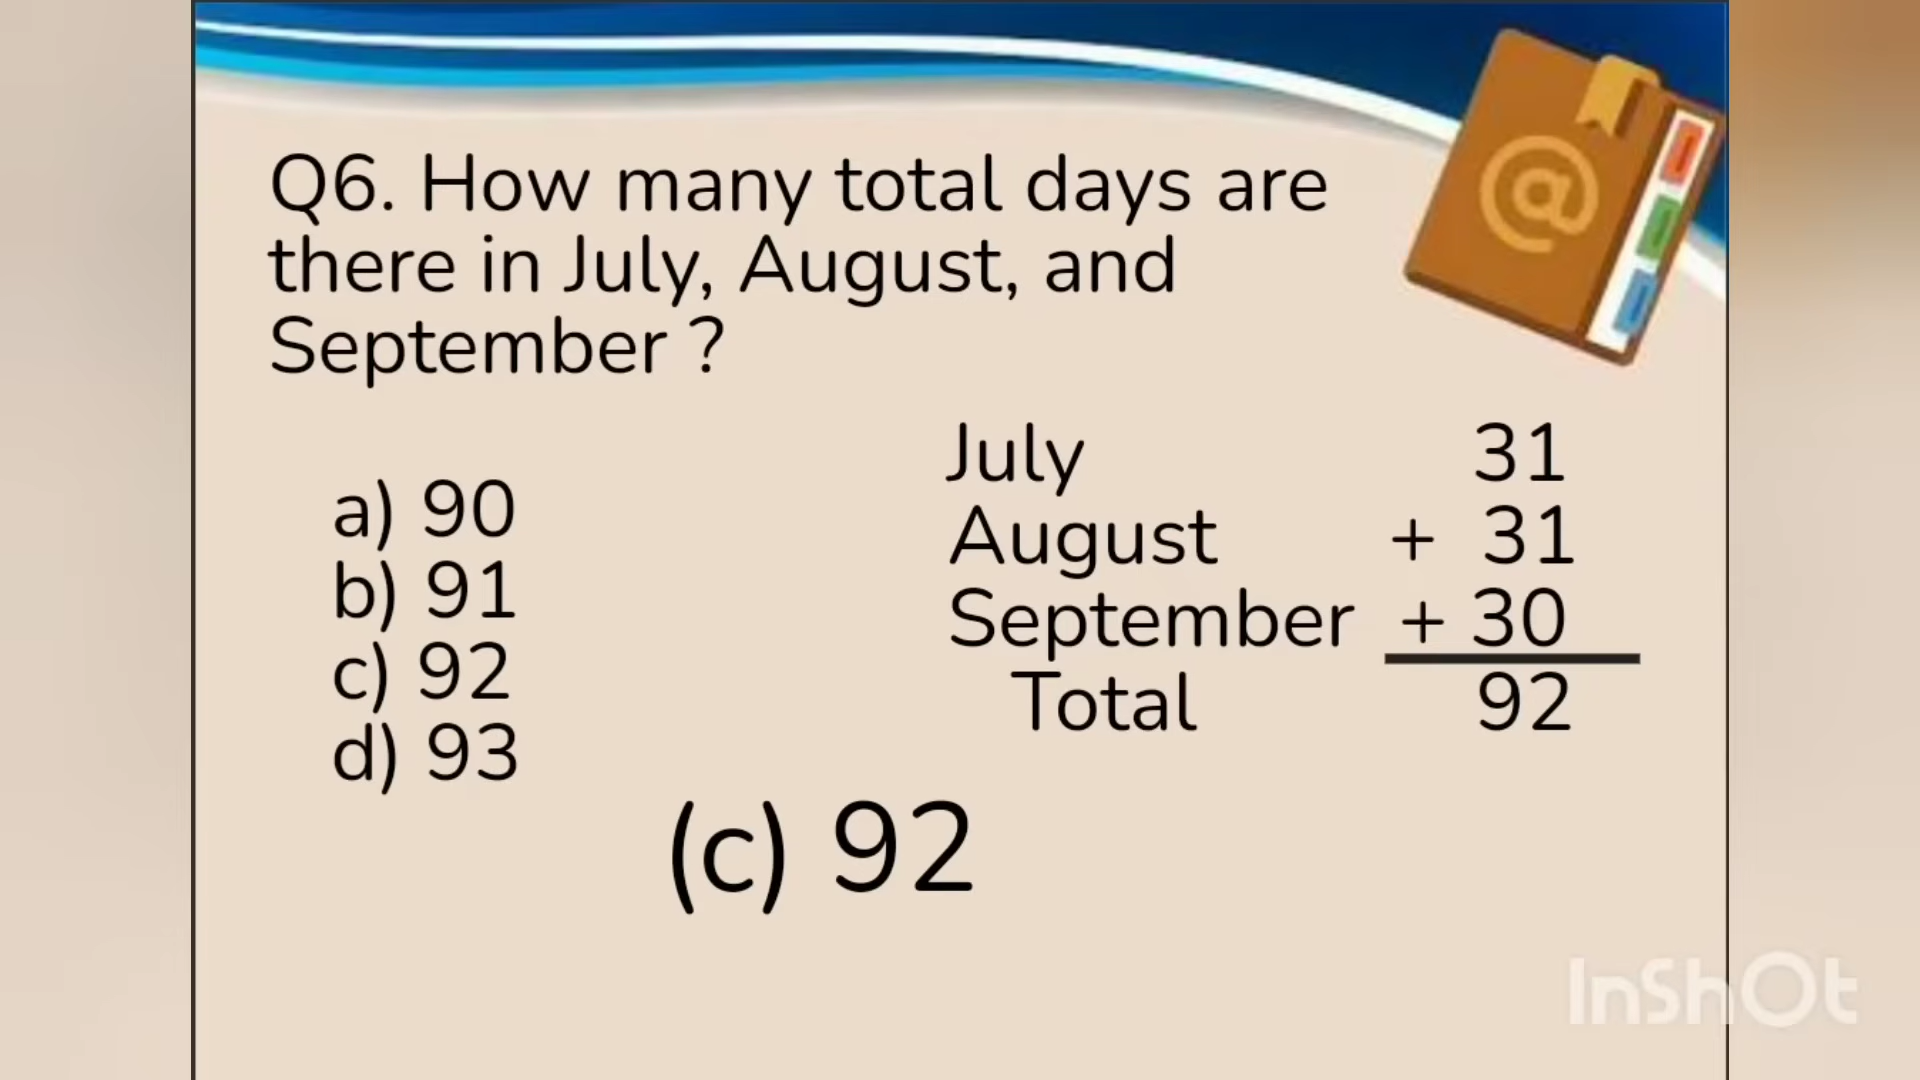 Q6. How many total days are
there in July, August, and
September ?
a) 90
b) 91
c) 92
d) 93
July 31
August + 31
September + 30
Total 92
(c) 92
@
InShOt